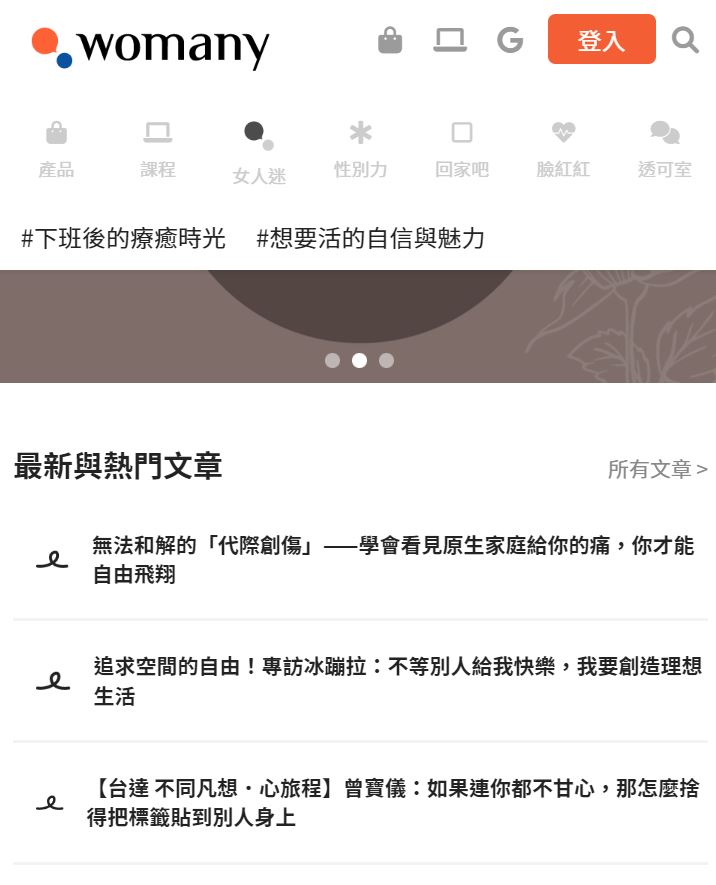 womany
登入
產品
課程
女人迷
性別力
回家吧
臉紅紅
透可室
#下班後的療癒時光
#想要活的自信與魅力
最新與熱門文章
所有文章 >
無法和解的「代際創傷」——學會看見原生家庭給你的痛，你才能
自由飛翔
追求空間的自由！專訪冰蹦拉：不等別人給我快樂，我要創造理想
生活
【台達 不同凡想・心旅程】曾寶儀：如果連你都不甘心，那怎麼捨
得把標籤貼到別人身上